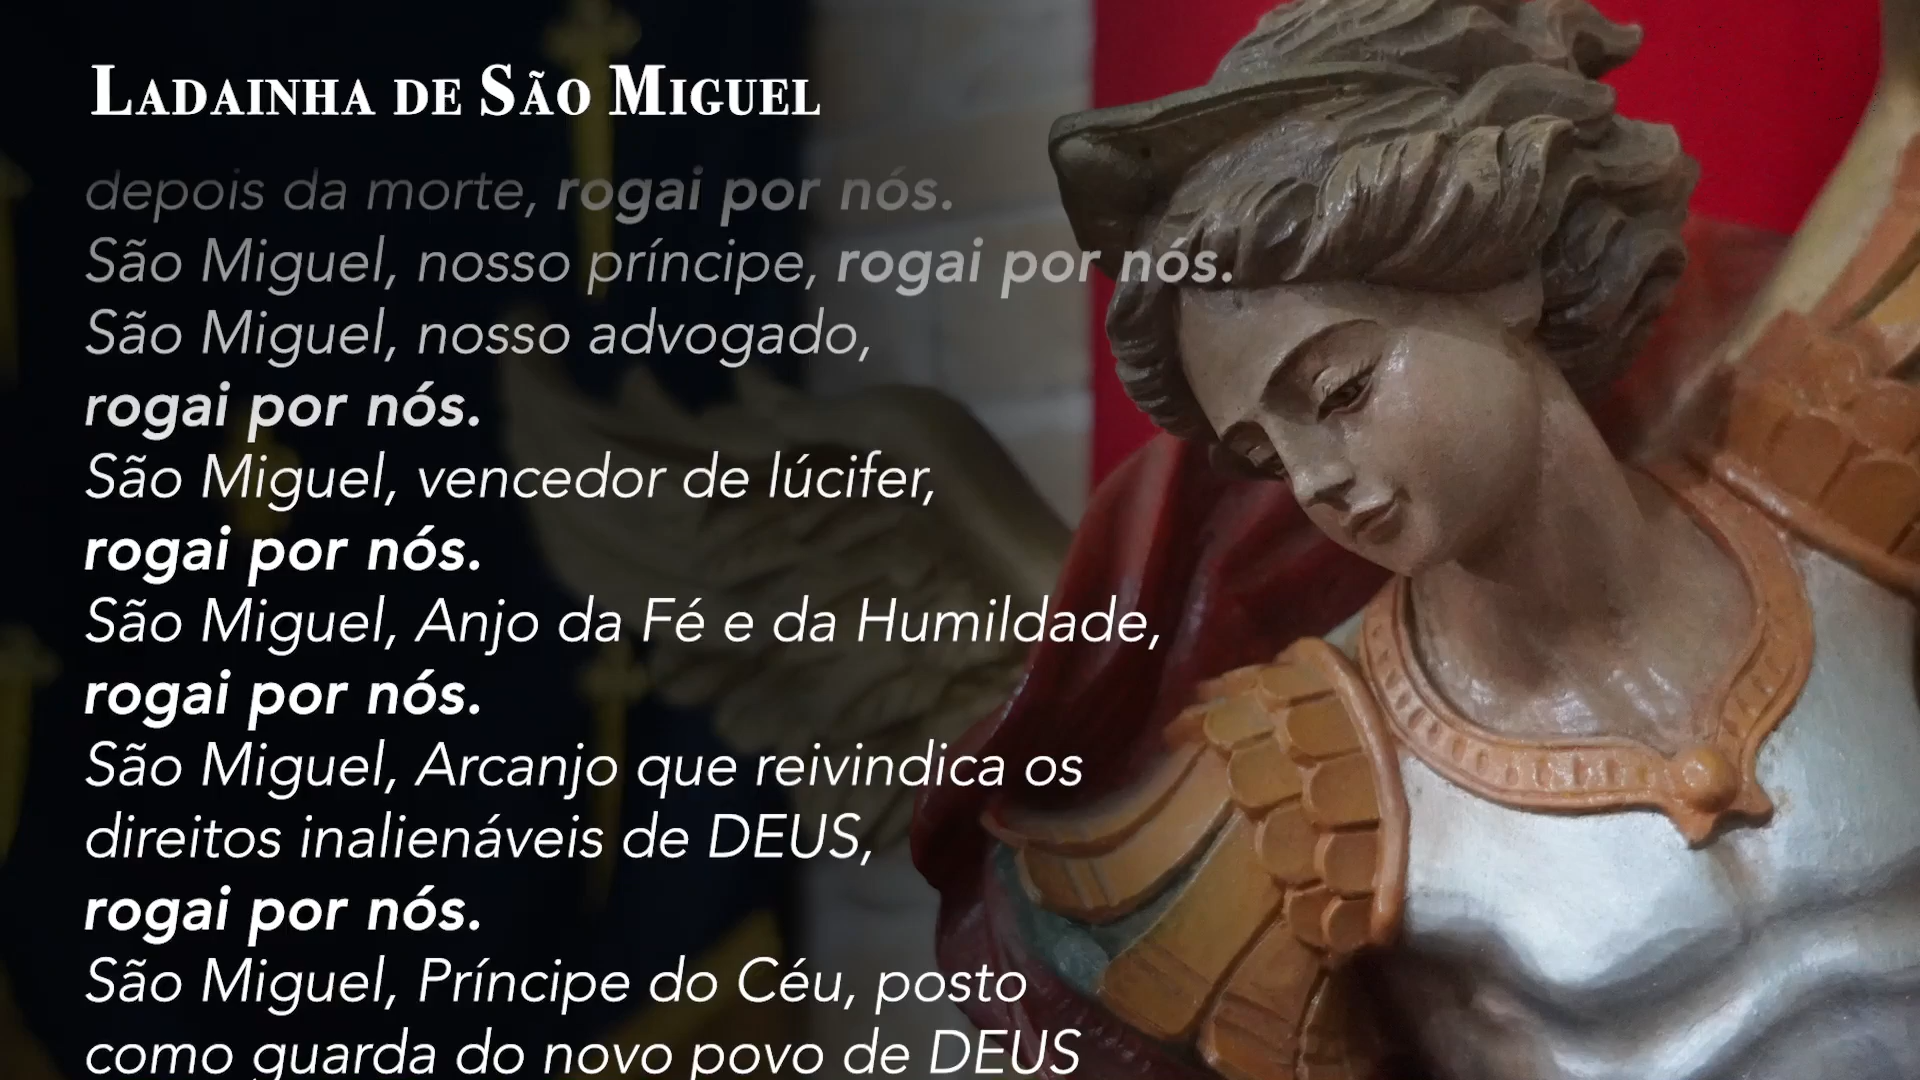 LADAINHA DE SÃO MIGUEL
depois da morte, rogai por nós.
São Miguel, nosso príncipe, rogai por nós.
São Miguel, nosso advogado,
rogai por nós.
São Miguel, vencedor de lúcifer,
rogai por nós.
São Miguel, Anjo da Fé e da Humildade,
rogai por nós.
São Miguel, Arcanjo que reivindica os
direitos inalienáveis de DEUS,
rogai por nós.
São Miguel, Príncipe do Céu, posto
como guarda do novo povo de DEUS